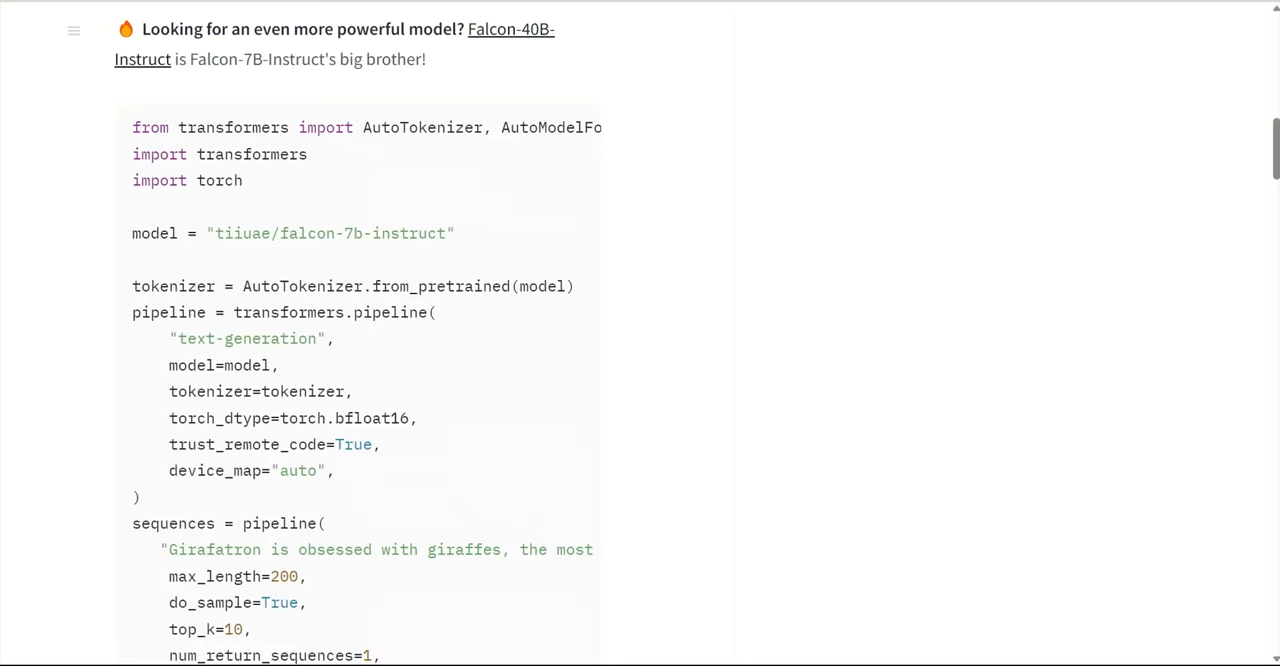 🔥 Looking for an even more powerful model? Falcon-40B-
Instruct is Falcon-7B-Instruct's big brother!
from transformers import AutoTokenizer, AutoModelFo
import transformers
import torch
model = "tiiuae/falcon-7b-instruct"
tokenizer = AutoTokenizer.from_pretrained(model)
pipeline = transformers.pipeline(
    "text-generation",
    model=model,
    tokenizer=tokenizer,
    torch_dtype=torch.bfloat16,
    trust_remote_code=True,
    device_map="auto",
)
sequences = pipeline(
   "Girafatron is obsessed with giraffes, the most
    max_length=200,
    do_sample=True,
    top_k=10,
    num_return_sequences=1,